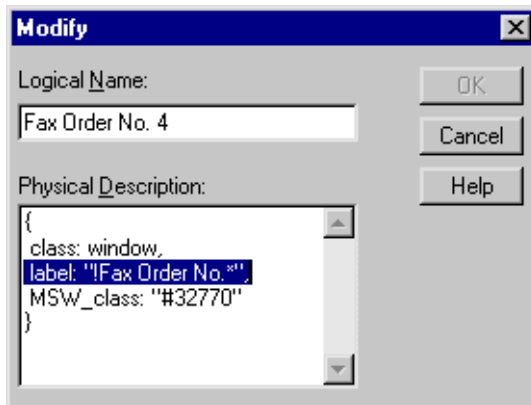 Modify
Logical Name:
OK
Fax Order No. 4
Cancel
Physical Description:
Help
{
class: window,
label: "!Fax Order No.*",
MSW_class: "#32770"
}